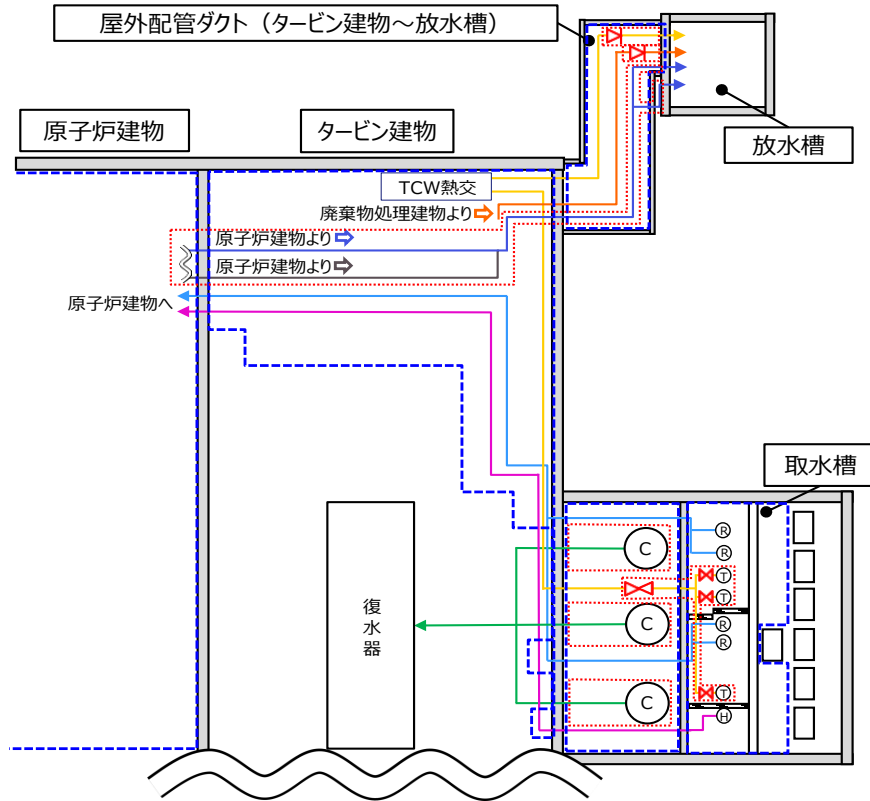 屋外配管ダクト（タービン建物～放水槽）
原子炉建物
タービン建物
放水槽
TCW熱交
廃棄物処理建物より
原子炉建物より
原子炉建物より
原子炉建物へ
取水槽
R
C
R
T
T
復水器
C
R
R
C
T
H